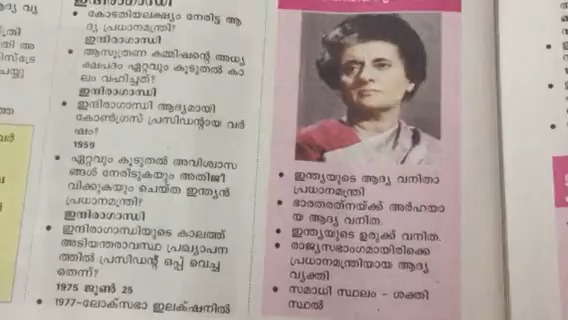 ഇന്ദിരാഗാന്ധി
• കോടതിയലക്ഷ്യം നേരിട്ട ആ
ദ്യ പ്രധാനമന്ത്രി?
ഇന്ദിരാഗാന്ധി
• ആസൂത്രണ കമ്മിഷന്റെ അധ്യ
ക്ഷപദം ഏറ്റവും കൂടുതൽ കാ
ലം വഹിച്ചത്?
ഇന്ദിരാഗാന്ധി
• ഇന്ദിരാഗാന്ധി ആദ്യമായി
കോൺഗ്രസ് പ്രസിഡന്റായ വർ
ഷം?
1959
• ഏറ്റവും കൂടുതൽ അവിശ്വാസ
ങ്ങൾ നേരിടുകയും അതിജീ
വിക്കുകയും ചെയ്ത ഇന്ത്യൻ
പ്രധാനമന്ത്രി?
ഇന്ദിരാഗാന്ധി
• ഇന്ദിരാഗാന്ധിയുടെ കാലത്ത്
അടിയന്തരാവസ്ഥ പ്രഖ്യാപന
ത്തിൽ പ്രസിഡന്റ് ഒപ്പ് വെച്ച
തെന്ന്?
1975 ജൂൺ 25
• 1977-ലോക്സഭാ ഇലക്ഷനിൽ
• ഇന്ത്യയുടെ ആദ്യ വനിതാ
പ്രധാനമന്ത്രി
• ഭാരതരത്നയ്ക്ക് അർഹയാ
യ ആദ്യ വനിത.
• ഇന്ത്യയുടെ ഉരുക്ക് വനിത.
• രാജ്യസഭാംഗമായിരിക്കെ
പ്രധാനമന്ത്രിയായ ആദ്യ
വ്യക്തി
• സമാധി സ്ഥലം - ശക്തി
സ്ഥൽ